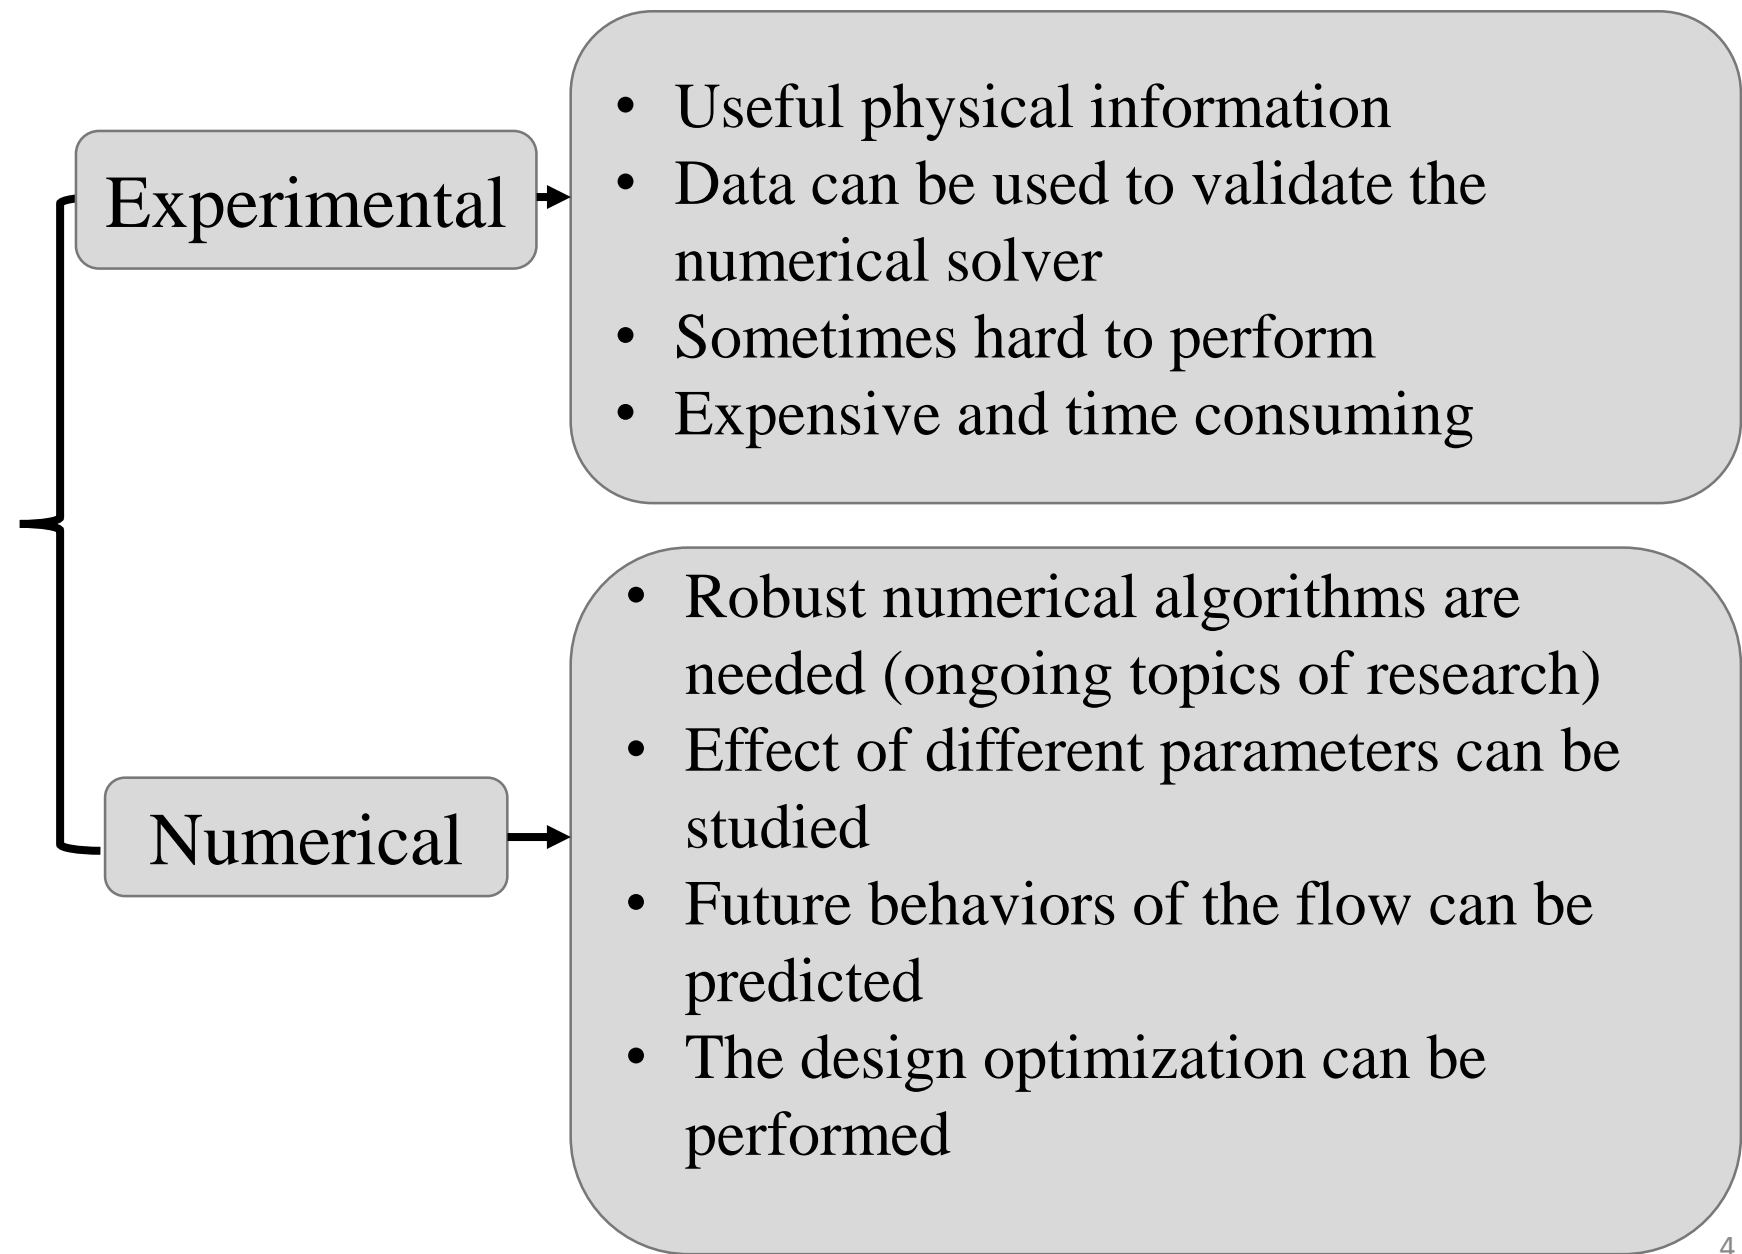 Experimental
• Useful physical information
• Data can be used to validate the
numerical solver
• Sometimes hard to perform
• Expensive and time consuming
Numerical
• Robust numerical algorithms are
needed (ongoing topics of research)
• Effect of different parameters can be
studied
• Future behaviors of the flow can be
predicted
• The design optimization can be
performed
4